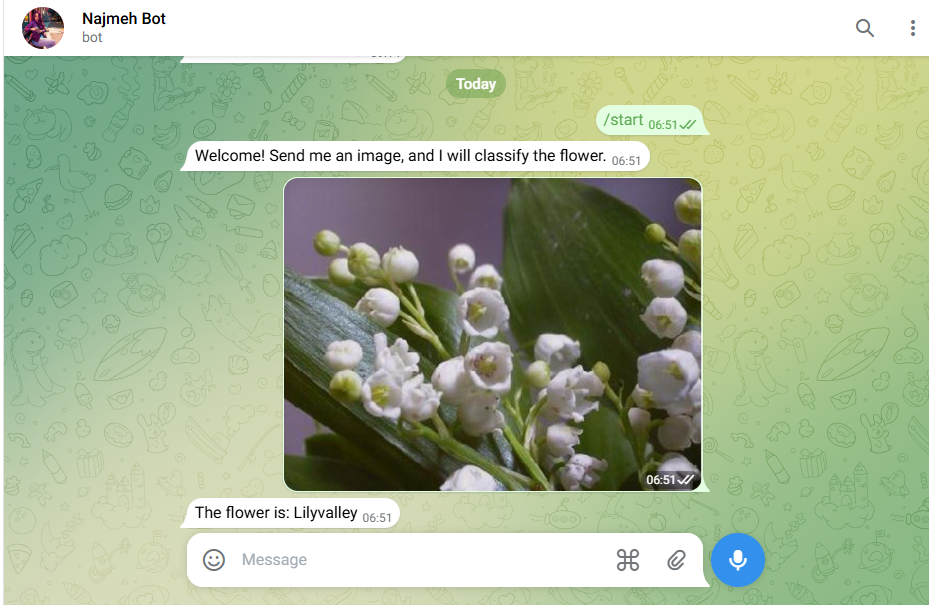 Najmeh Bot
bot
Today
/start 06:51
Welcome! Send me an image, and I will classify the flower. 06:51
06:51
The flower is: Lilyvalley 06:51
Message